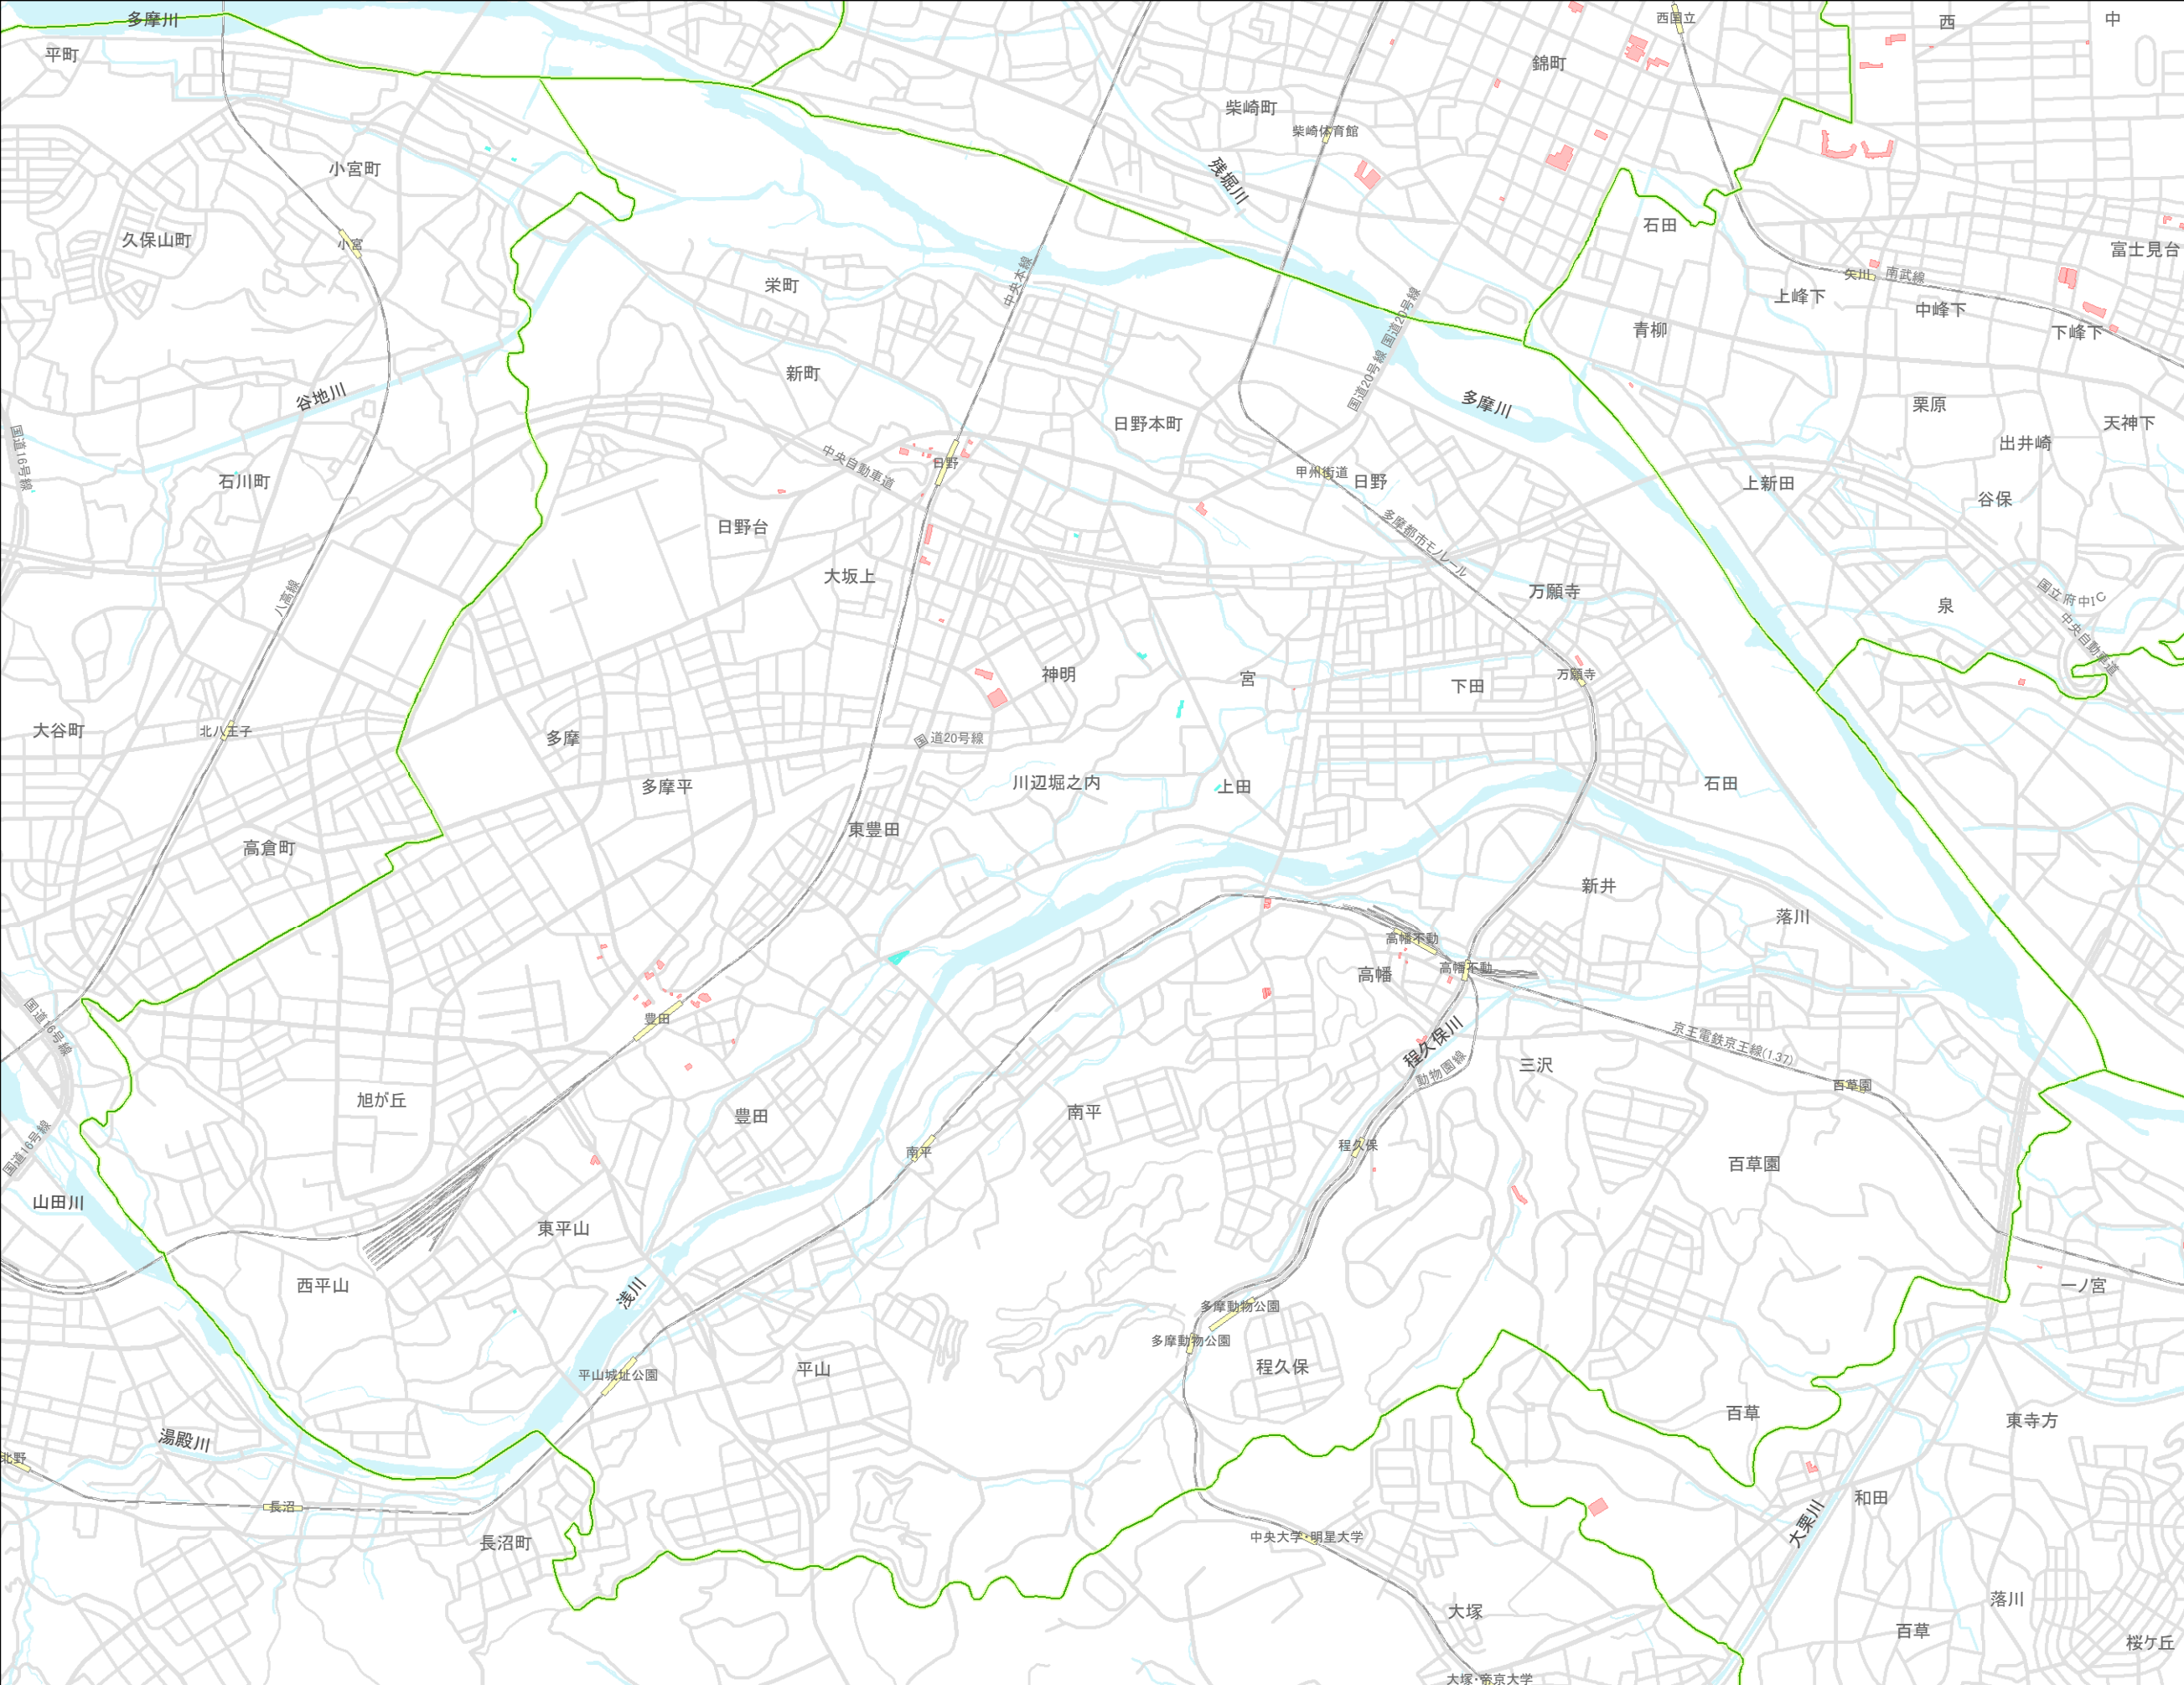 多摩川
西国立
西
中
平町
錦町
柴崎町
柴崎体育館
小宮町
残堀川
石田
久保山町
小宮
富士見台
栄町
中央本線
矢川
南武線
上峰下
中峰下
国道20号線 国道20号線
青柳
下峰下
新町
谷地川
多摩川
栗原
日野本町
天神下
国道16号線
出井崎
中央自動車道
日野
甲州街道
日野
石川町
上新田
谷保
日野台
多摩都市モノレール
大坂上
八高線
万願寺
国立府中IC
泉
中央自動車道
神明
宮
下田
万願寺
大谷町
北八王子
多摩
国道20号線
多摩平
川辺堀之内
上田
石田
東豊田
高倉町
新井
落川
高幡不動
高幡
高幡不動
豊田
国道16号線
京王電鉄京王線(1.37)
程久保川
動物園線
三沢
百草園
旭が丘
豊田
南平
国道16号線
南平
程久保
百草園
山田川
東平山
西平山
浅川
一ノ宮
多摩動物公園
多摩動物公園
平山城址公園
平山
程久保
百草
東寺方
湯殿川
北野
長沼
和田
大栗川
長沼町
中央大学・明星大学
落川
大塚
百草
桜ケ丘
大塚・帝京大学